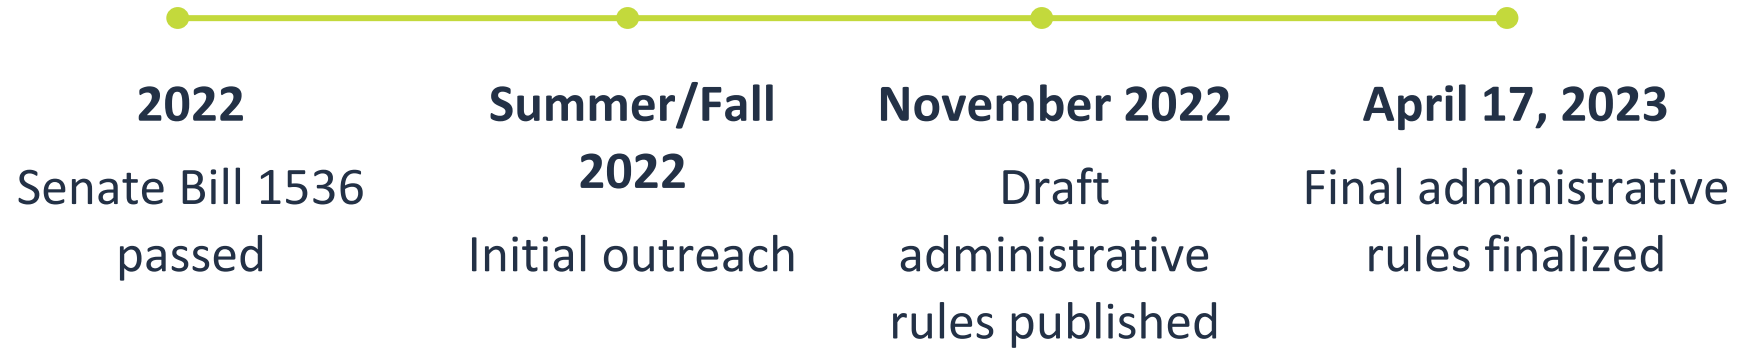 2022
Senate Bill 1536
passed
Summer/Fall
2022
Initial outreach
November 2022
Draft
administrative
rules published
April 17, 2023
Final administrative
rules finalized